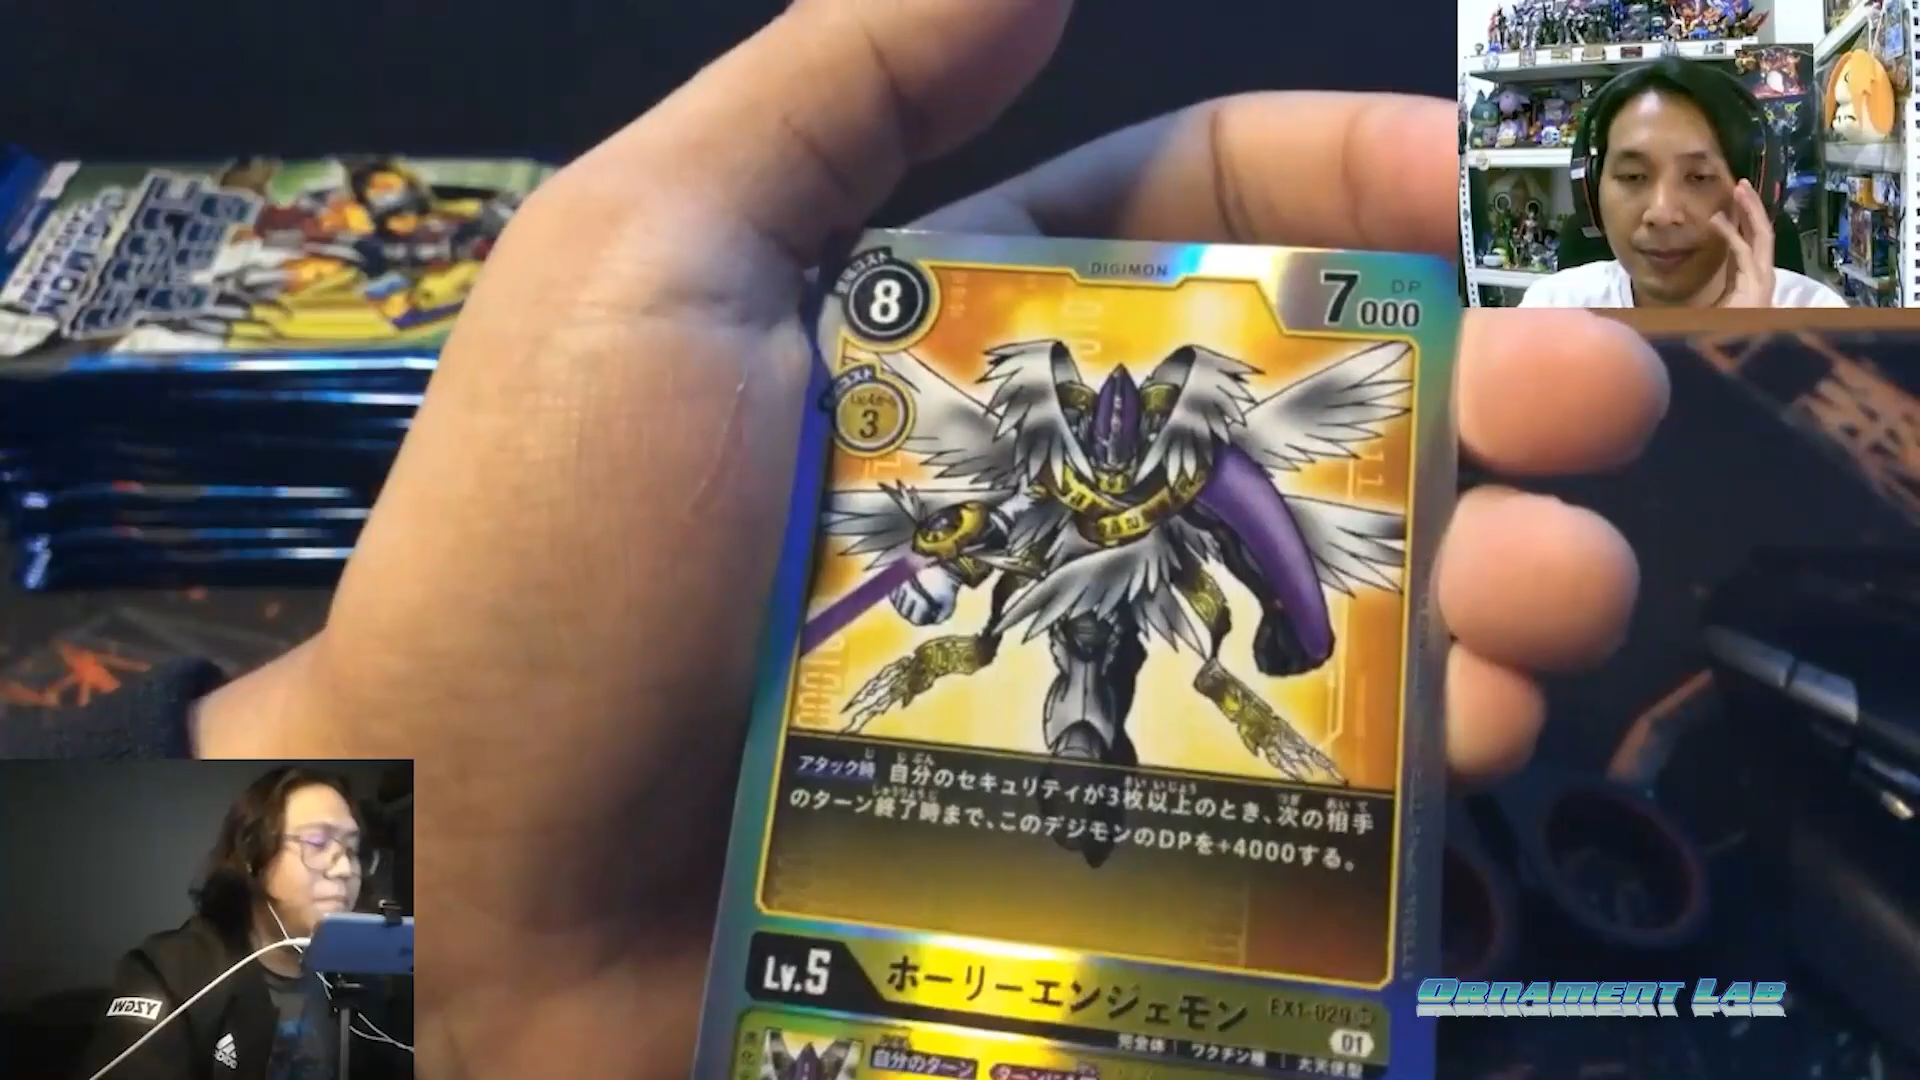 DIGIMON
8
DP
7000
3
アタック時 自分のセキュリティが3枚以上のとき、次の相手
のターン終了時まで、このデジモンのDPを+4000する。
Lv.5
ホーリーエンジェモン
EX1-029
01
完全体 | ワクチン種 | 大天使型
自分のターン
adidas
ORNAMENT LAB